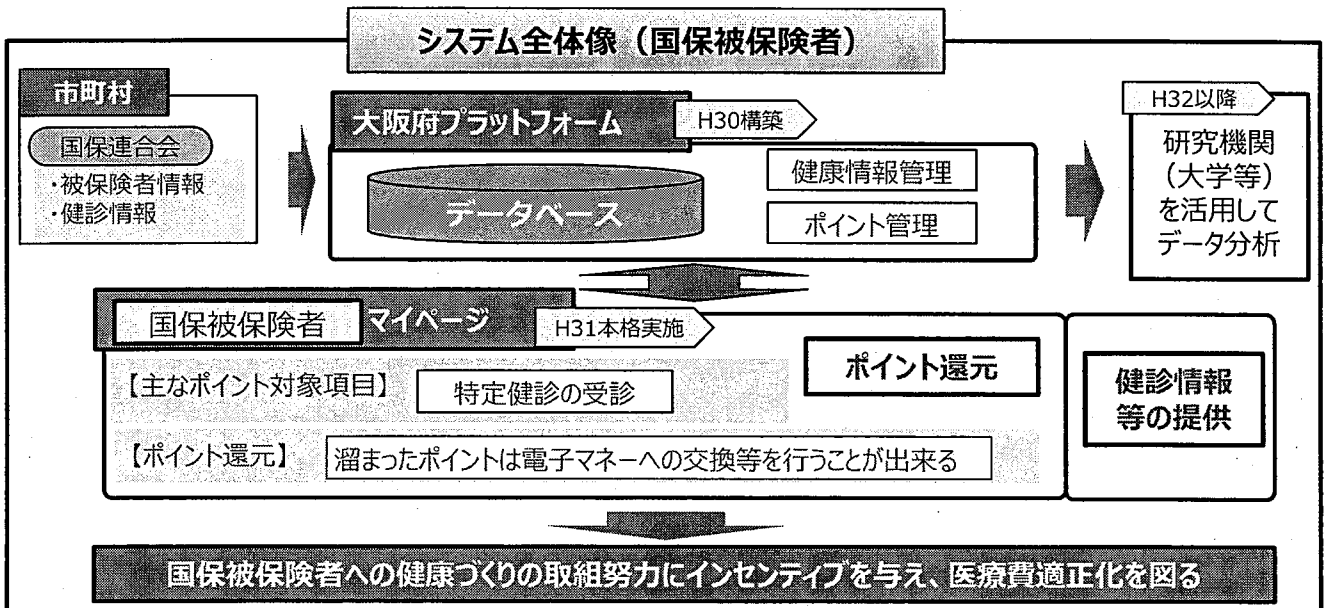 システム全体像（国保被保険者）
市町村
国保連合会
・被保険者情報
・健診情報
大阪府プラットフォーム
H30構築
データベース
健康情報管理
ポイント管理
H32以降
研究機関
（大学等）
を活用して
データ分析
国保被保険者 マイページ
H31本格実施
【主なポイント対象項目】 特定健診の受診
ポイント還元
【ポイント還元】 溜まったポイントは電子マネーへの交換等を行うことが出来る
健診情報
等の提供
国保被保険者への健康づくりの取組努力にインセンティブを与え、医療費適正化を図る